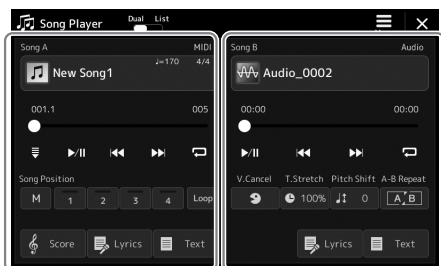 Song Player
Dual List
Song A MIDI
New Song1
♩=170 4/4
001.1 005
Song Position
M 1 2 3 4 Loop
Score Lyrics Text
Song B Audio
Audio_0002
00:00 00:00
V.Cancel T.Stretch Pitch Shift A-B Repeat
100% 0 A B
Lyrics Text